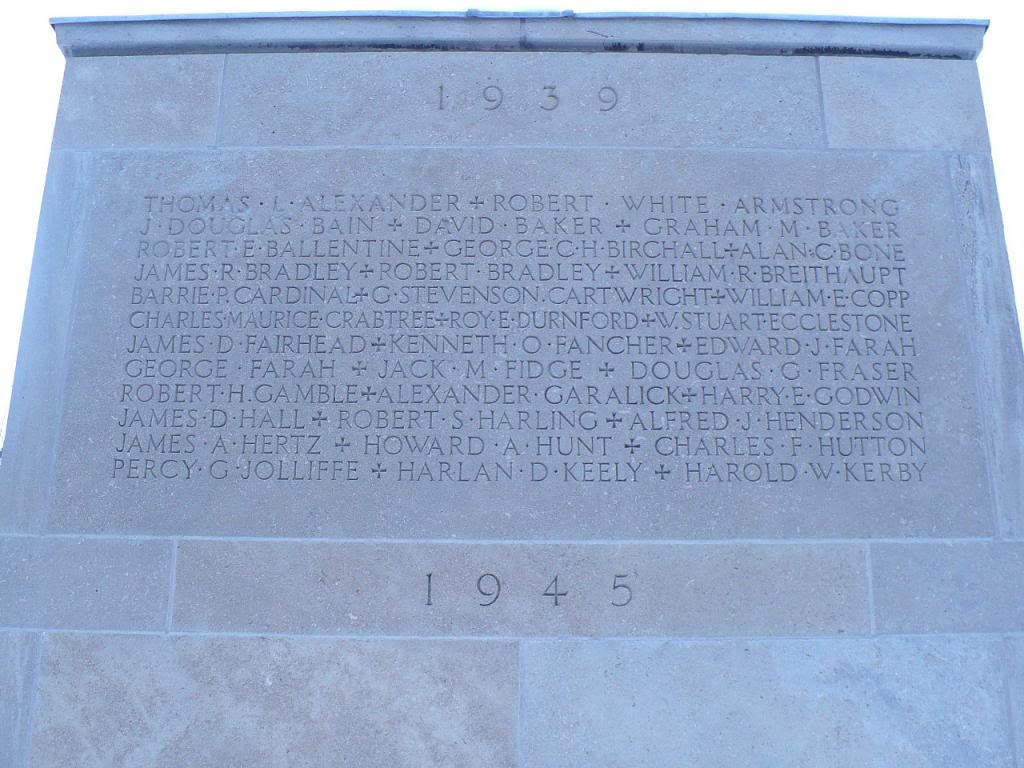 1939
THOMAS · L · ALEXANDER + ROBERT · WHITE · ARMSTRONG
J · DOUGLAS · BAIN + DAVID · BAKER + GRAHAM · M · BAKER
ROBERT · E · BALLENTINE + GEORGE · C · H · BIRCHALL + ALAN · C · BONE
JAMES · R · BRADLEY + ROBERT · BRADLEY + WILLIAM · R · BREITHAUPT
BARRIE · P · CARDINAL + G · STEVENSON · CARTWRIGHT + WILLIAM · E · COPP
CHARLES · MAURICE · CRABTREE + ROY · E · DURNFORD + W · STUART · ECCLESTONE
JAMES · D · FAIRHEAD + KENNETH · O · FANCHER + EDWARD · J · FARAH
GEORGE · FARAH + JACK · M · FIDGE + DOUGLAS · G · FRASER
ROBERT · H · GAMBLE + ALEXANDER · GARALICK + HARRY · E · GODWIN
JAMES · D · HALL + ROBERT · S · HARLING + ALFRED · J · HENDERSON
JAMES · A · HERTZ + HOWARD · A · HUNT + CHARLES · F · HUTTON
PERCY · G · JOLLIFFE + HARLAN · D · KEELY + HAROLD · W · KERBY
1945